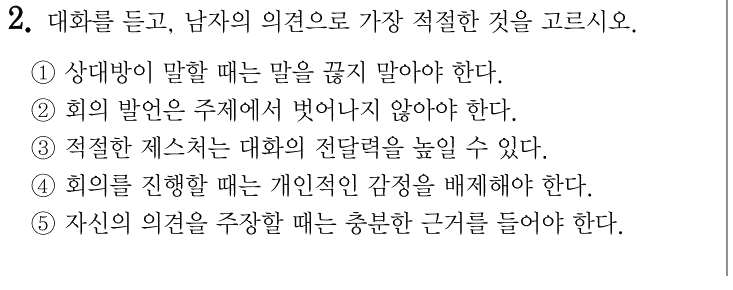 2. 대화를 듣고, 남자의 의견으로 가장 적절한 것을 고르시오.
① 상대방이 말할 때는 말을 끊지 말아야 한다.
② 회의 발언은 주제에서 벗어나지 않아야 한다.
③ 적절한 제스처는 대화의 전달력을 높일 수 있다.
④ 회의를 진행할 때는 개인적인 감정을 배제해야 한다.
⑤ 자신의 의견을 주장할 때는 충분한 근거를 들어야 한다.